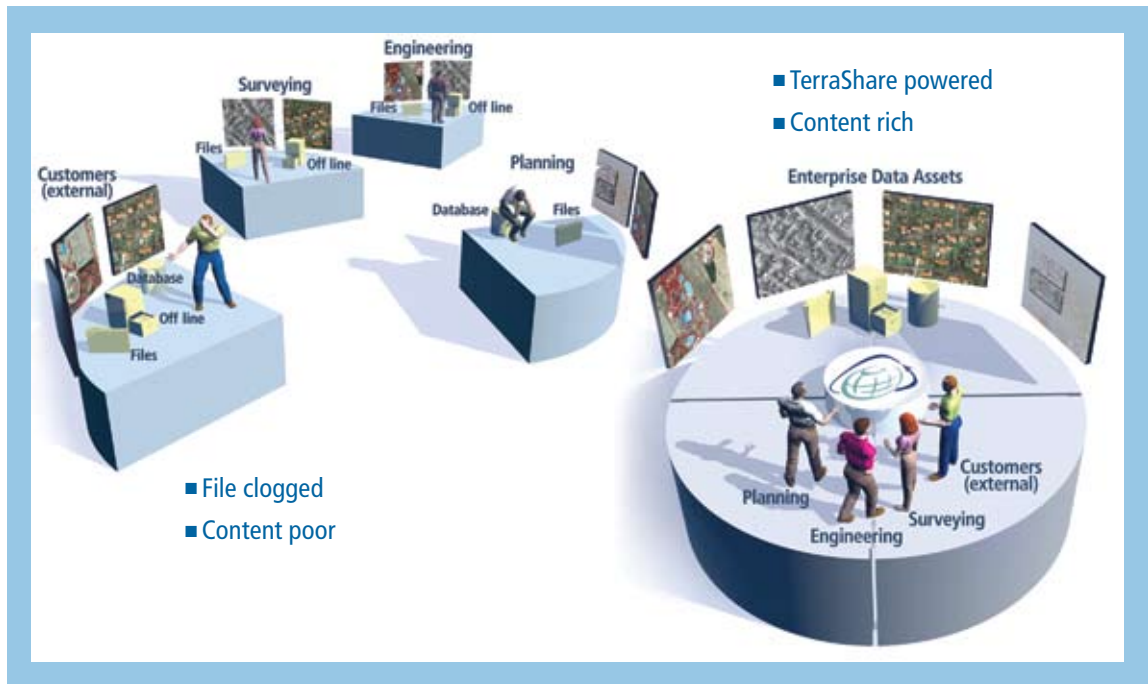 Engineering
Files
Off line
Surveying
Files
Off line
Customers
(external)
Database
Off line
Files
Planning
Database
Files
■ File clogged
■ Content poor
■ TerraShare powered
■ Content rich
Enterprise Data Assets
Planning
Engineering
Surveying
Customers
(external)